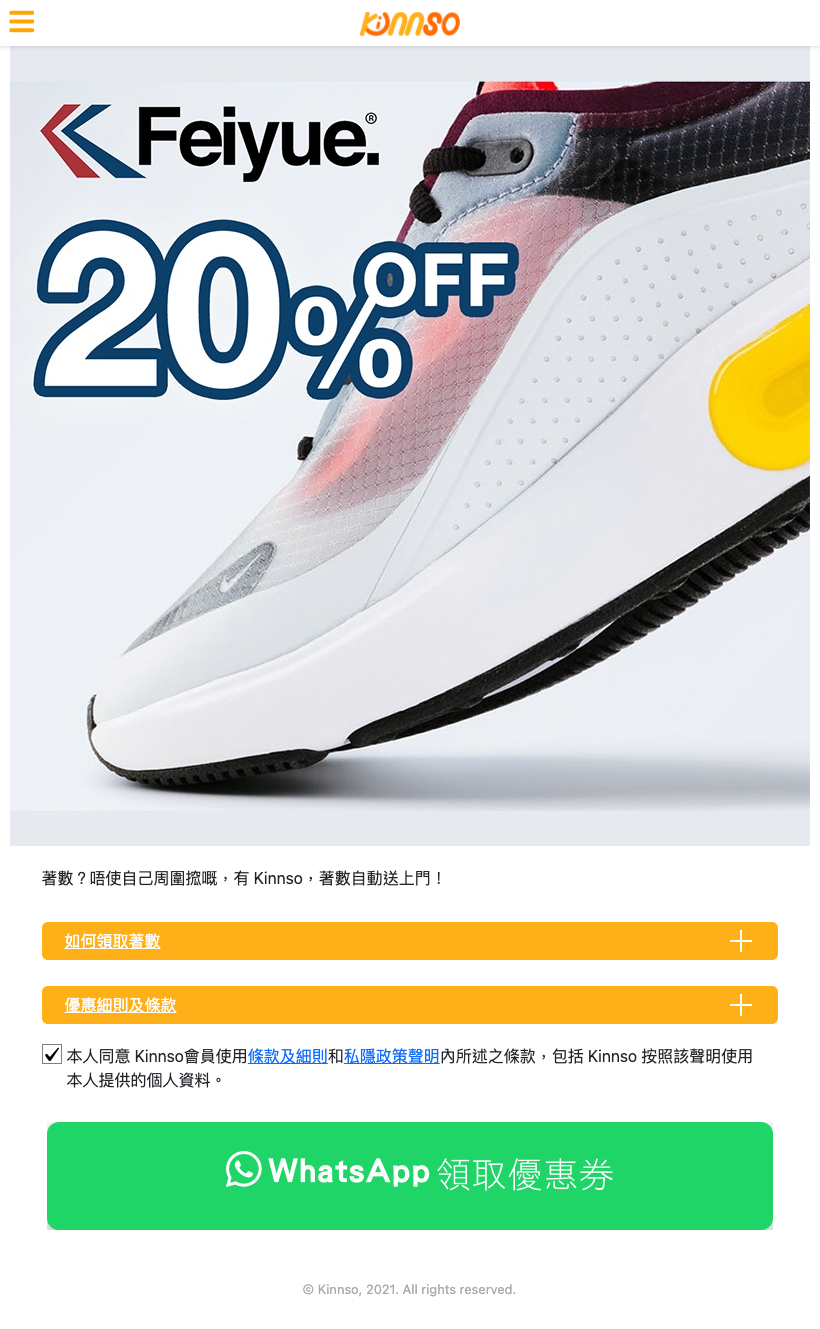 Kinnso
Feiyue.®
20% OFF
著數？唔使自己周圍搲嘅，有 Kinnso，著數自動送上門！
如何領取著數
優惠細則及條款
本人同意 Kinnso會員使用條款及細則和私隱政策聲明內所述之條款，包括 Kinnso 按照該聲明使用
本人提供的個人資料。
WhatsApp 領取優惠券
© Kinnso, 2021. All rights reserved.